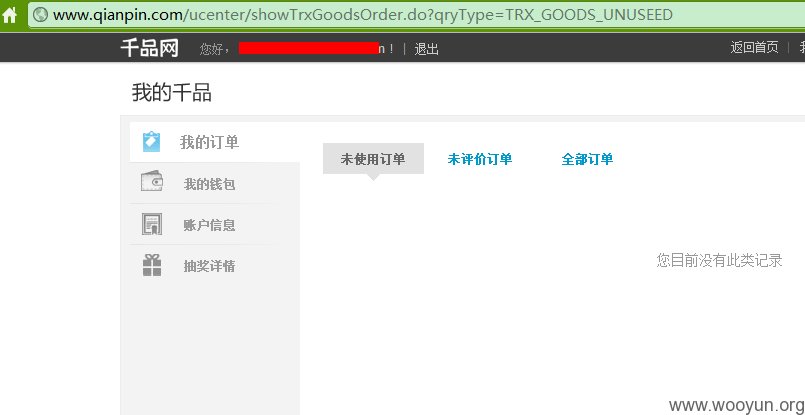 www.qianpin.com/ucenter/showTrxGoodsOrder.do?qryType=TRX_GOODS_UNUSEED
千品网 您好， n！ | 退出 返回首页 |
我的千品
我的订单
未使用订单 未评价订单 全部订单
我的钱包
账户信息
您目前没有此类记录
抽奖详情
www.wooyun.org